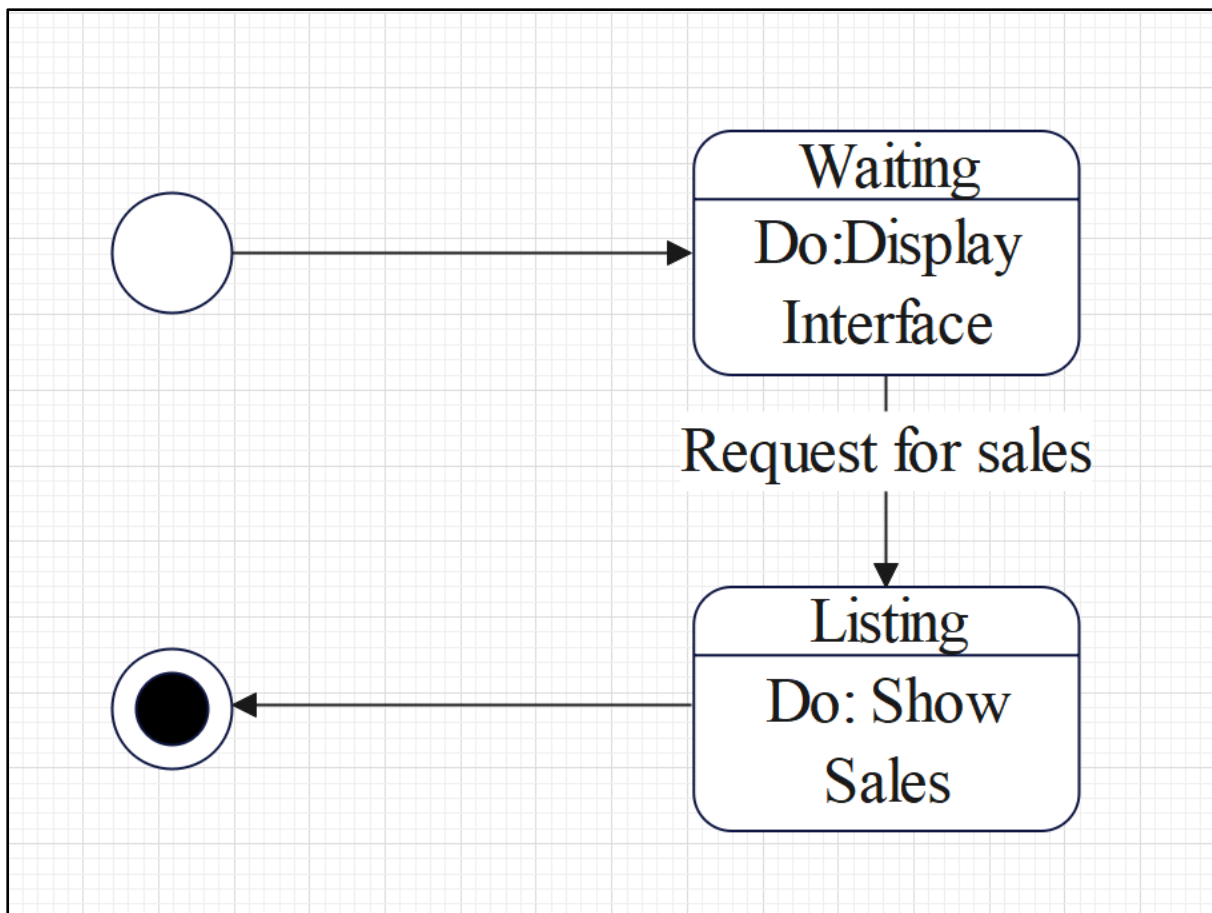 Waiting
Do:Display
Interface
Request for sales
Listing
Do: Show
Sales